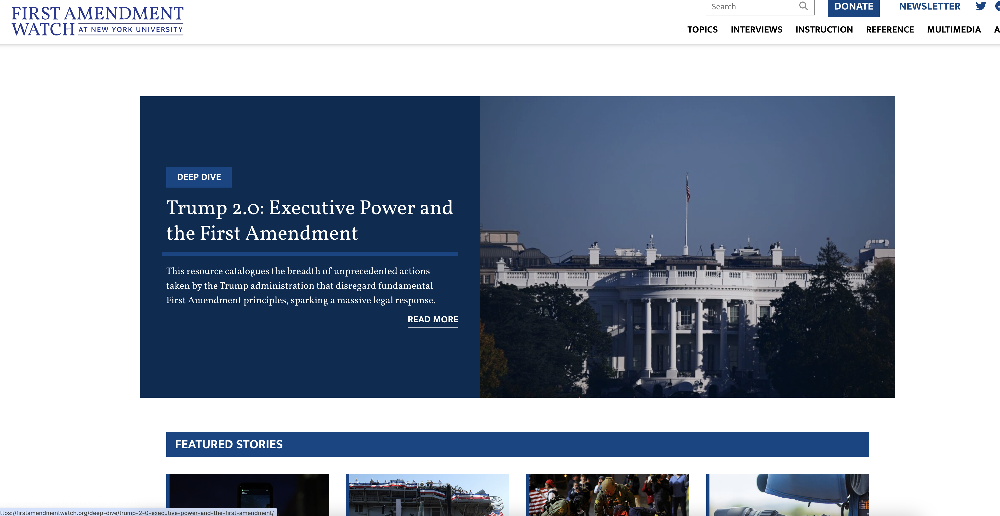 FIRST AMENDMENT
WATCH AT NEW YORK UNIVERSITY
Search
DONATE
NEWSLETTER
TOPICS
INTERVIEWS
INSTRUCTION
REFERENCE
MULTIMEDIA
A
DEEP DIVE
Trump 2.0: Executive Power and
the First Amendment
This resource catalogues the breadth of unprecedented actions
taken by the Trump administration that disregard fundamental
First Amendment principles, sparking a massive legal response.
READ MORE
FEATURED STORIES
ttps://firstamendmentwatch.org/deep-dive/trump-2-0-executive-power-and-the-first-amendment/